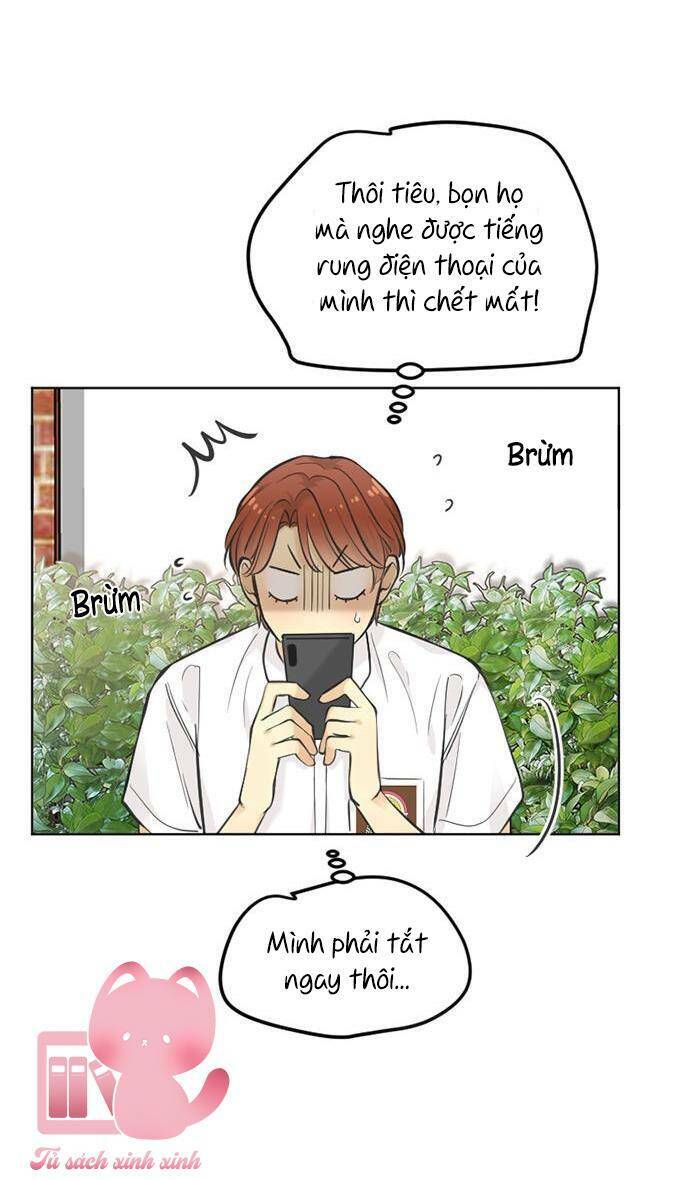 Thôi tiêu, bọn họ
mà nghe được tiếng
rung điện thoại của
mình thì chết mất!
Brừm
Brừm
Mình phải tắt
ngay thôi...
Tủ sách xinh xinh